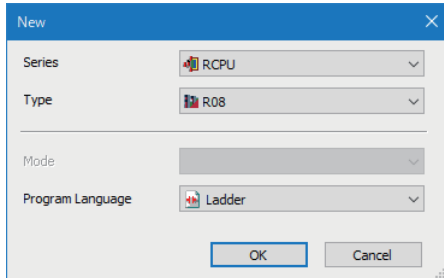 New
Series
RCPU
Type
R08
Mode
Program Language
Ladder
OK
Cancel